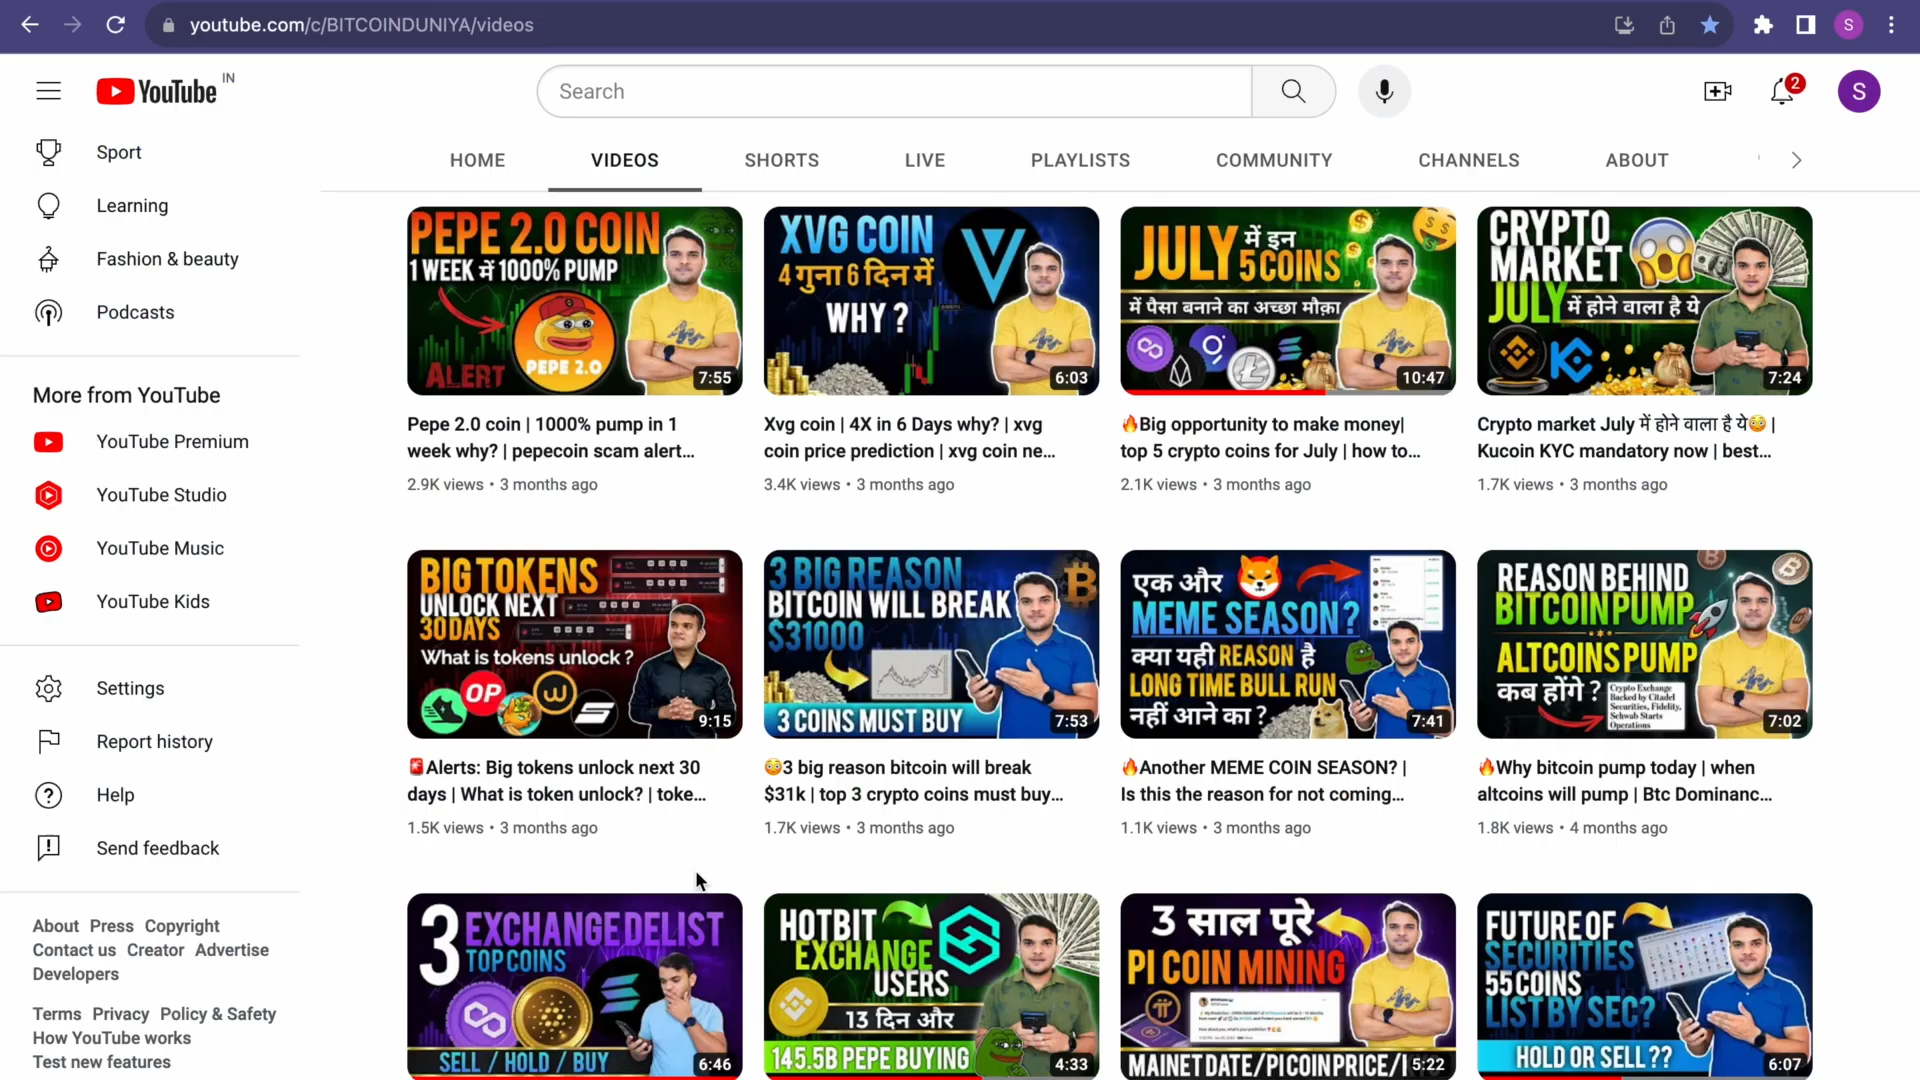 youtube.com/c/BITCOINDUNIYA/videos
S
YouTube IN
Search
2
S
HOME VIDEOS SHORTS LIVE PLAYLISTS COMMUNITY CHANNELS ABOUT
Sport
Learning
Fashion & beauty
Podcasts
More from YouTube
YouTube Premium
YouTube Studio
YouTube Music
YouTube Kids
Settings
Report history
Help
Send feedback
About Press Copyright
Contact us Creator Advertise
Developers
Terms Privacy Policy & Safety
How YouTube works
Test new features
PEPE 2.0 COIN
1 WEEK में 1000% PUMP
PEPE 2.0
ALERT
7:55
Pepe 2.0 coin | 1000% pump in 1
week why? | pepecoin scam alert...
2.9K views • 3 months ago
XVG COIN
4 गुना 6 दिन में
WHY ?
6:03
Xvg coin | 4X in 6 Days why? | xvg
coin price prediction | xvg coin ne...
3.4K views • 3 months ago
JULY में इन
5 COINS
में पैसा बनाने का अच्छा मौक़ा
10:47
🔥Big opportunity to make money|
top 5 crypto coins for July | how to...
2.1K views • 3 months ago
CRYPTO
MARKET
JULY में होने वाला है ये
7:24
Crypto market July में होने वाला है ये😳 |
Kucoin KYC mandatory now | best...
1.7K views • 3 months ago
BIG TOKENS
UNLOCK NEXT
30 DAYS
What is tokens unlock ?
OP
9:15
🚨Alerts: Big tokens unlock next 30
days | What is token unlock? | toke...
1.5K views • 3 months ago
3 BIG REASON
BITCOIN WILL BREAK
$31000
3 COINS MUST BUY
7:53
😳3 big reason bitcoin will break
$31k | top 3 crypto coins must buy...
1.7K views • 3 months ago
एक और
MEME SEASON ?
क्या यही REASON है
LONG TIME BULL RUN
नहीं आने का ?
7:41
🔥Another MEME COIN SEASON? |
Is this the reason for not coming...
1.1K views • 3 months ago
REASON BEHIND
BITCOIN PUMP
ALTCOINS PUMP
कब होंगे ?
Crypto Exchange
Backed by Citadel
Securities, Fidelity,
Schwab Starts
Operations
7:02
🔥Why bitcoin pump today | when
altcoins will pump | Btc Dominanc...
1.8K views • 4 months ago
3 EXCHANGE DELIST
TOP COINS
SELL / HOLD / BUY
6:46
HOTBIT
EXCHANGE
USERS
13 दिन और
145.5B PEPE BUYING
4:33
3 साल पूरे
PI COIN MINING
MAINET DATE/PI COIN PRICE/
5:22
FUTURE OF
SECURITIES
55 COINS
LIST BY SEC?
HOLD OR SELL ??
6:07